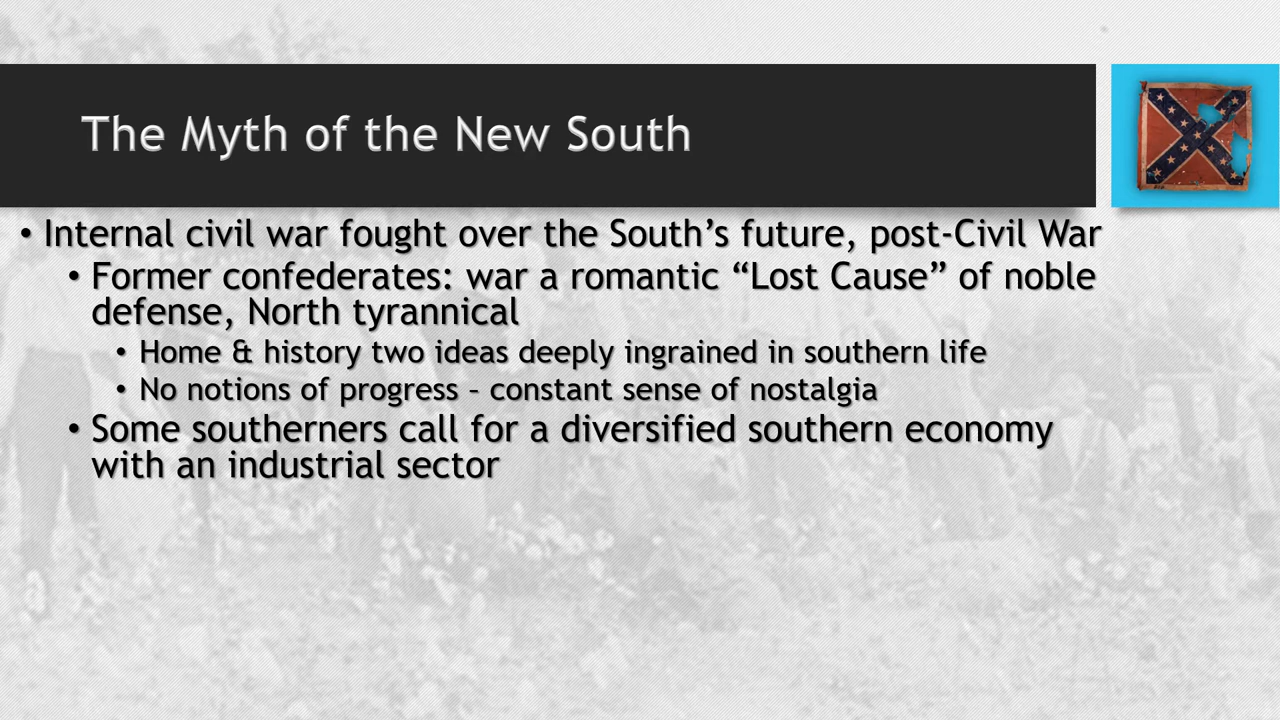 The Myth of the New South
• Internal civil war fought over the South’s future, post-Civil War
• Former confederates: war a romantic “Lost Cause” of noble
defense, North tyrannical
• Home & history two ideas deeply ingrained in southern life
• No notions of progress – constant sense of nostalgia
• Some southerners call for a diversified southern economy
with an industrial sector